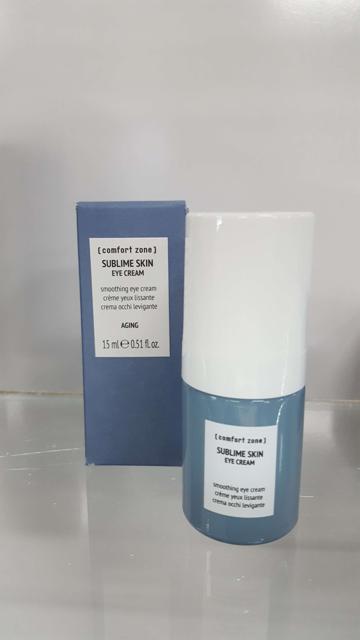 [comfort zone]
SUBLIME SKIN
EYE CREAM
smoothing eye cream
crème yeux lissante
crema occhi levigante
AGING
15 ml ℮ 0.51 fl. oz.
[comfort zone]
SUBLIME SKIN
EYE CREAM
smoothing eye cream
crème yeux lissante
crema occhi levigante